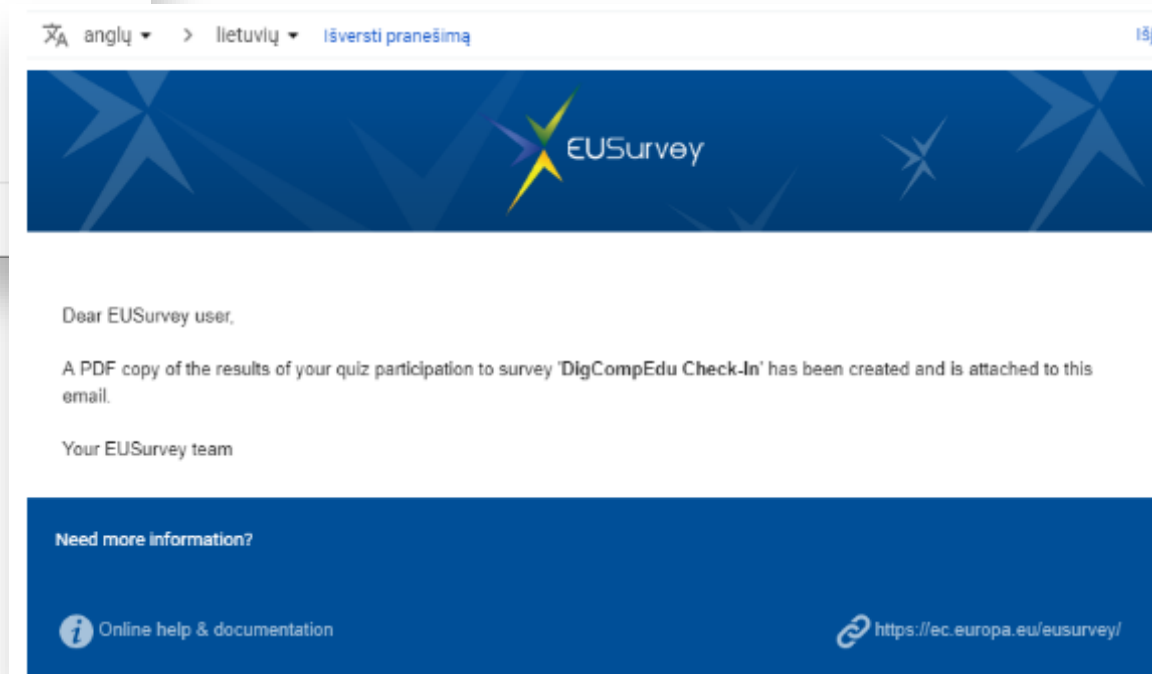 anglų > lietuvių Išversti pranešimą
EUSurvey
Dear EUSurvey user,
A PDF copy of the results of your quiz participation to survey 'DigCompEdu Check-In' has been created and is attached to this
email.
Your EUSurvey team
Need more information?
Online help & documentation
https://ec.europa.eu/eusurvey/